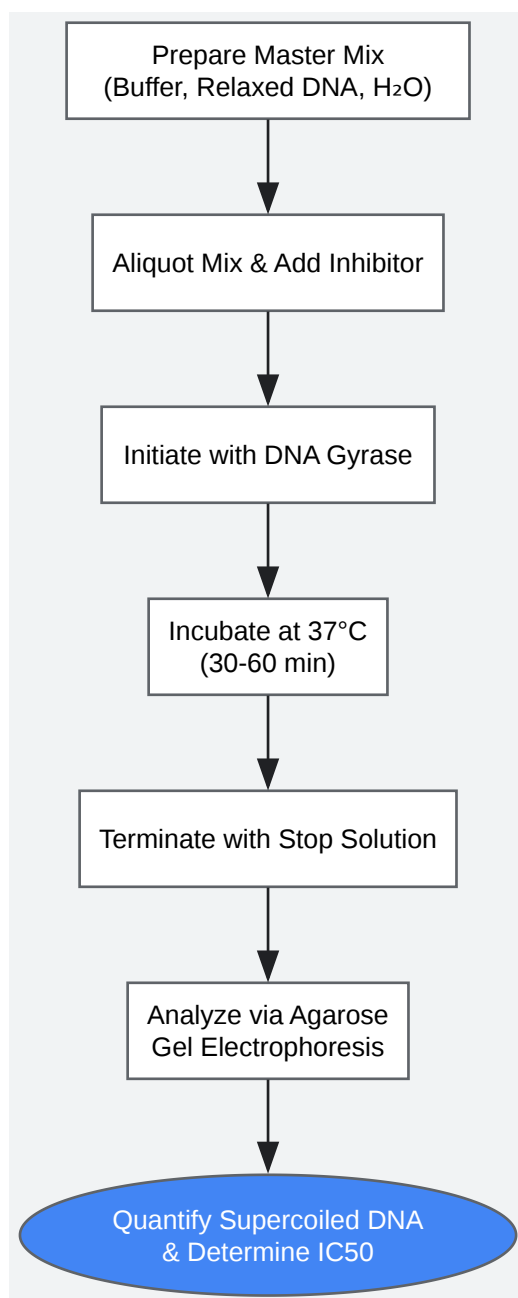 Prepare Master Mix
(Buffer, Relaxed DNA, H₂O)
Aliquot Mix & Add Inhibitor
Initiate with DNA Gyrase
Incubate at 37°C
(30-60 min)
Terminate with Stop Solution
Analyze via Agarose
Gel Electrophoresis
Quantify Supercoiled DNA
& Determine IC50